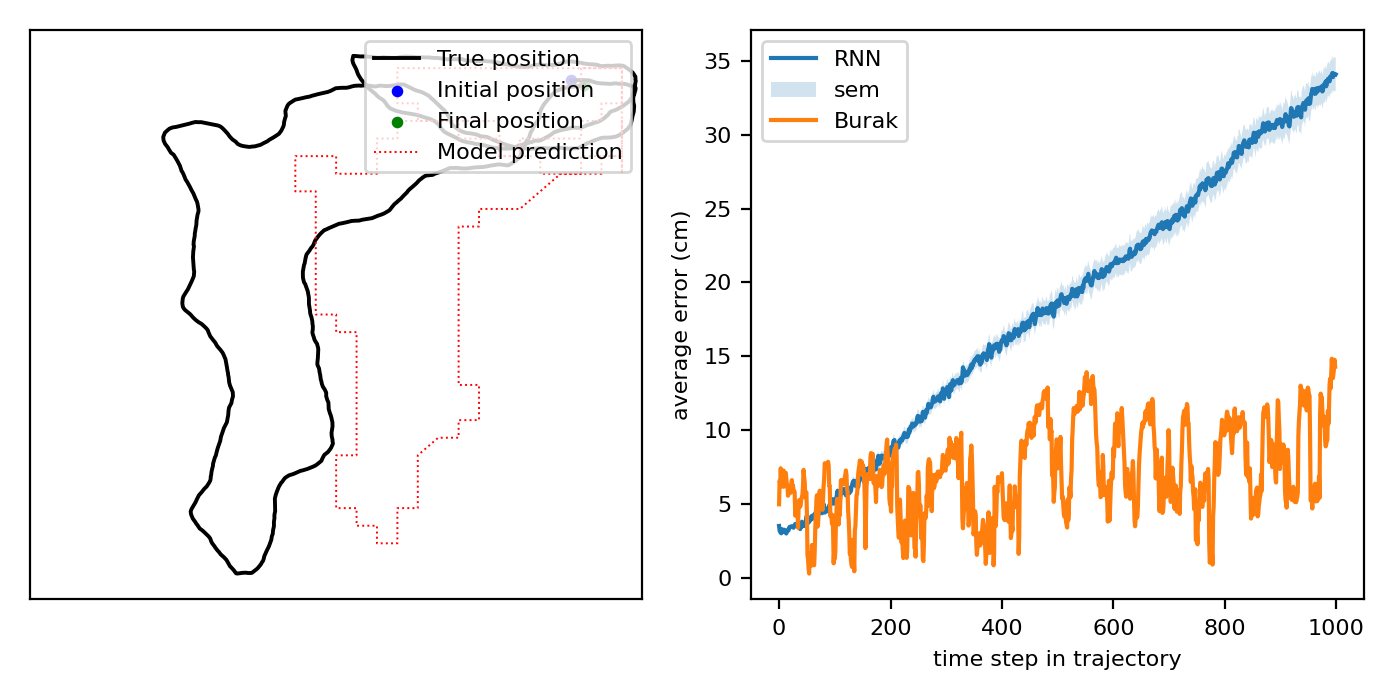 True position
Initial position
Final position
Model prediction
RNN
sem
Burak
average error (cm)
35
30
25
20
15
10
5
0
0 200 400 600 800 1000
time step in trajectory